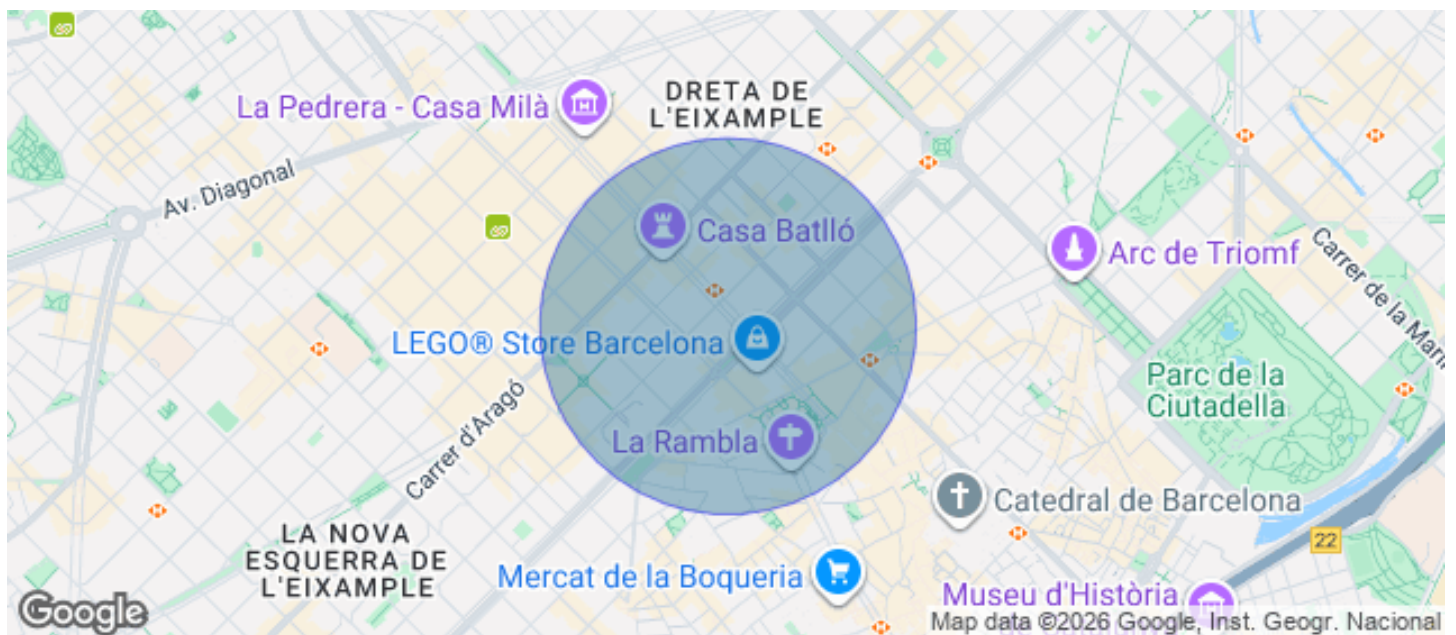 DRETA DE
L'EIXAMPLE
La Pedrera - Casa Milà
Av. Diagonal
Casa Batlló
Arc de Triomf
Carrer de la Mari
LEGO® Store Barcelona
Parc de la
Ciutadella
Carrer d'Aragó
La Rambla
Catedral de Barcelona
LA NOVA
ESQUERRA DE
L'EIXAMPLE
22
Mercat de la Boqueria
Museu d'Història
Google
Map data ©2026 Google, Inst. Geogr. Nacional